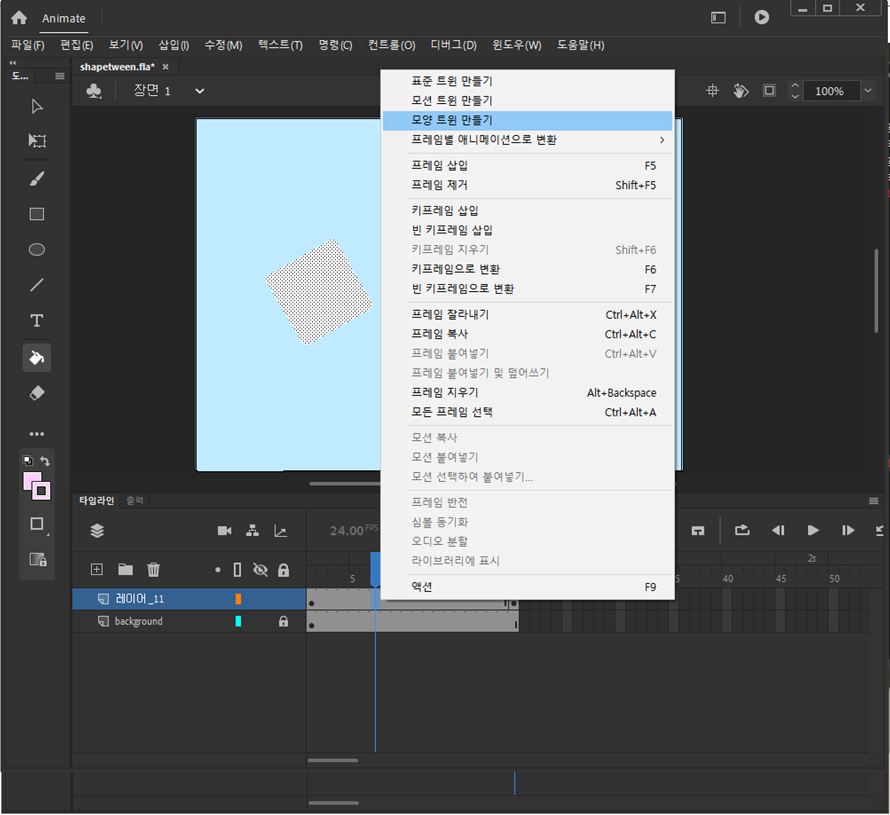 Animate
파일(F) 편집(E) 보기(V) 삽입(I) 수정(M) 텍스트(T) 명령(C) 컨트롤(O) 디버그(D) 윈도우(W) 도움말(H)
도...
shapetween.fla*
장면 1
100%
표준 트윈 만들기
모션 트윈 만들기
모양 트윈 만들기
프레임별 애니메이션으로 변환
프레임 삽입 F5
프레임 제거 Shift+F5
키프레임 삽입
빈 키프레임 삽입
키프레임 지우기 Shift+F6
키프레임으로 변환 F6
빈 키프레임으로 변환 F7
프레임 잘라내기 Ctrl+Alt+X
프레임 복사 Ctrl+Alt+C
프레임 붙여넣기 Ctrl+Alt+V
프레임 붙여넣기 및 덮어쓰기
프레임 지우기 Alt+Backspace
모든 프레임 선택 Ctrl+Alt+A
모션 복사
모션 붙여넣기
모션 선택하여 붙여넣기...
프레임 반전
심볼 동기화
오디오 분할
라이브러리에 표시
액션 F9
타임라인 출력
24.00 FPS
2s
5 40 45 50
레이어_11
background